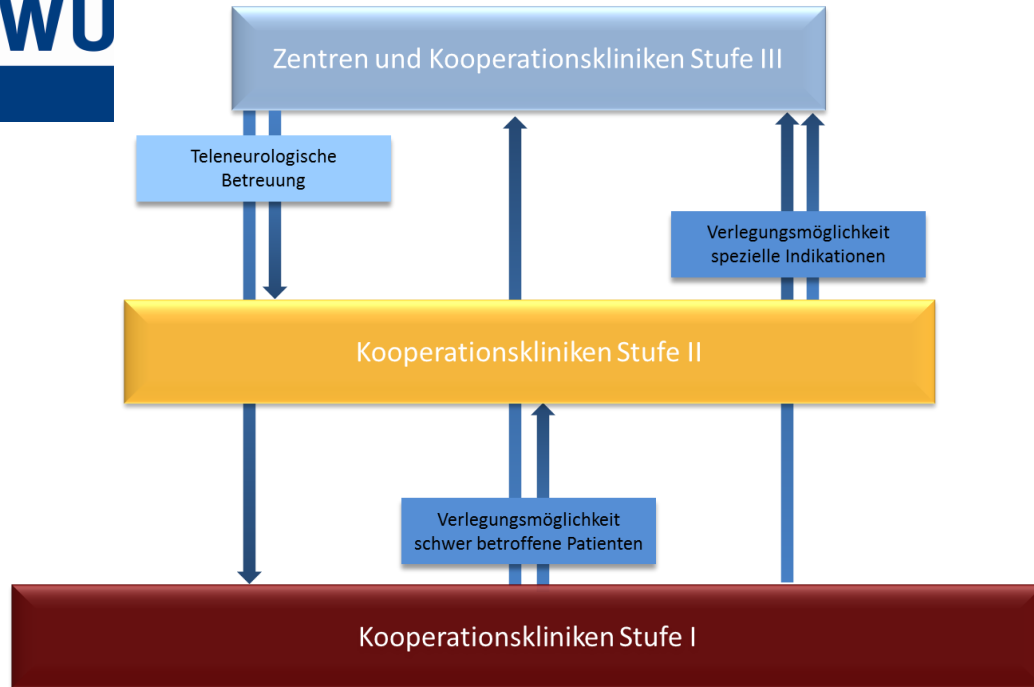 WU
Zentren und Kooperationskliniken Stufe III
Teleneurologische
Betreuung
Verlegungsmöglichkeit
spezielle Indikationen
Kooperationskliniken Stufe II
Verlegungsmöglichkeit
schwer betroffene Patienten
Kooperationskliniken Stufe I